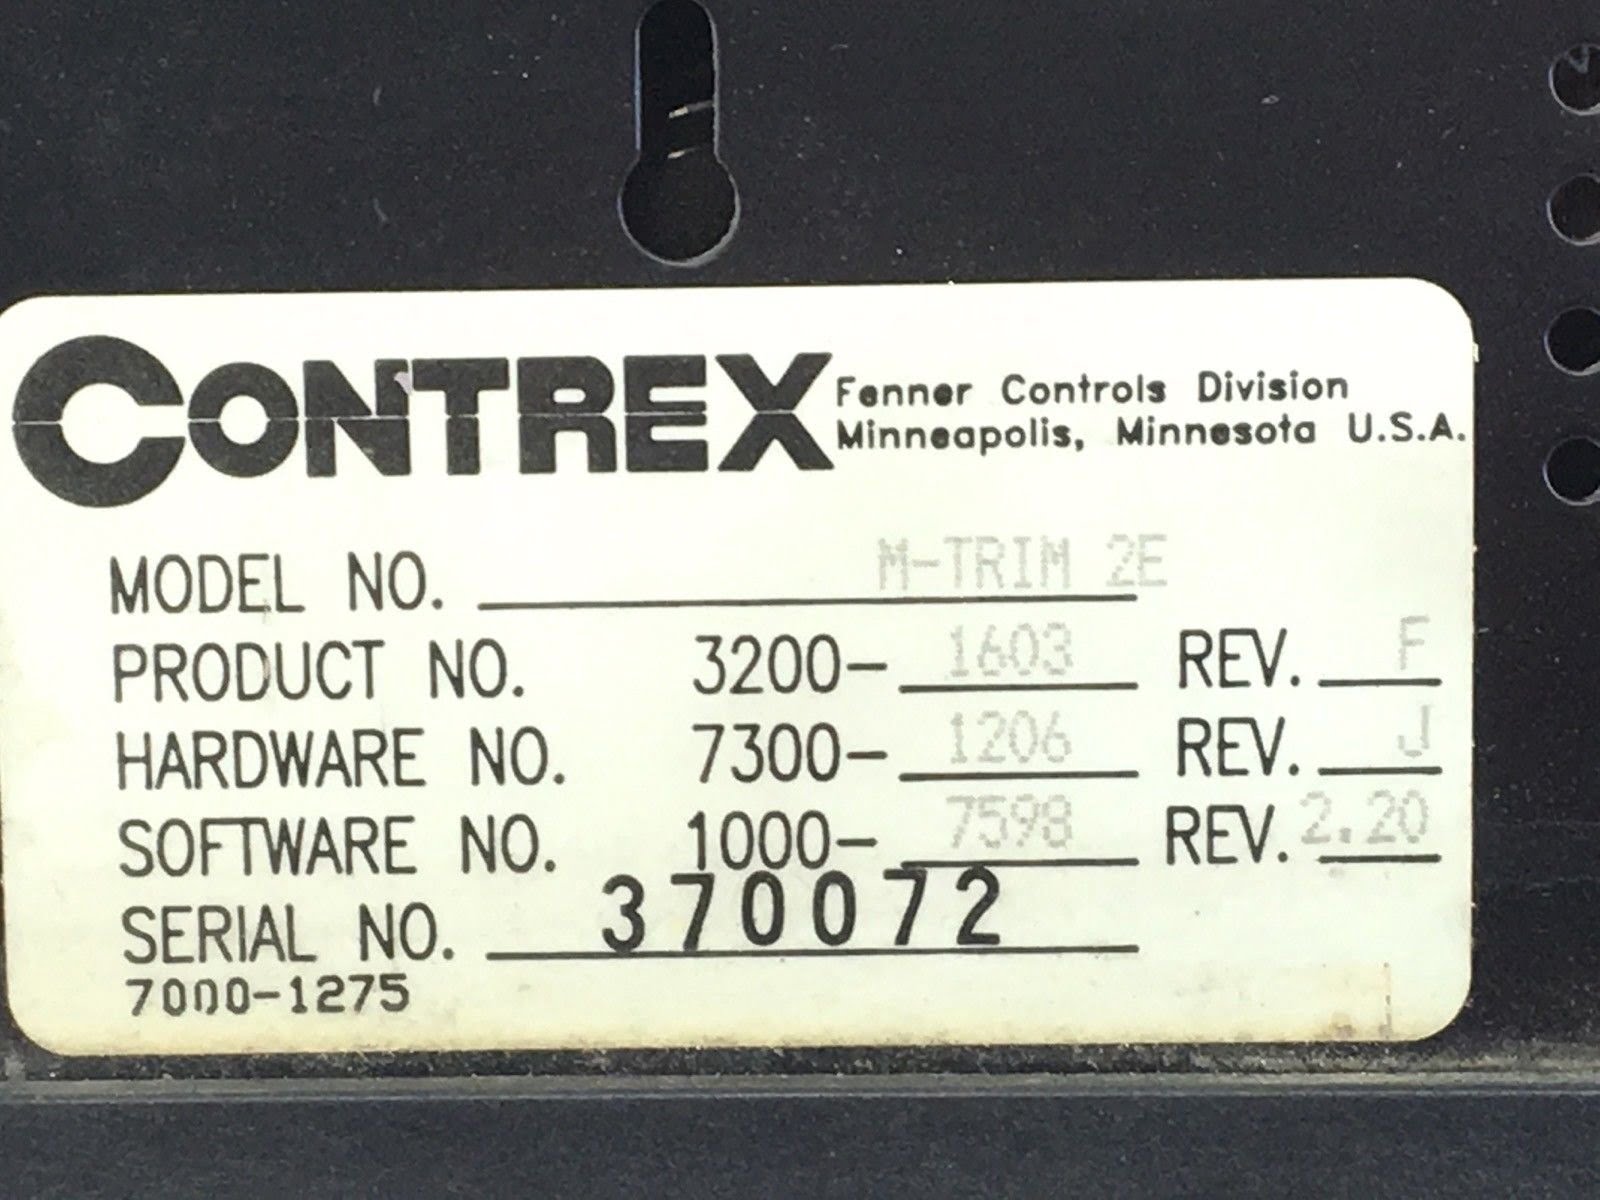 CONTREX Fenner Controls Division
Minneapolis, Minnesota U.S.A.
MODEL NO. M-TRIM 2E
PRODUCT NO. 3200-1603 REV. F
HARDWARE NO. 7300-1206 REV. J
SOFTWARE NO. 1000-7598 REV. 2.20
SERIAL NO. 370072
7000-1275